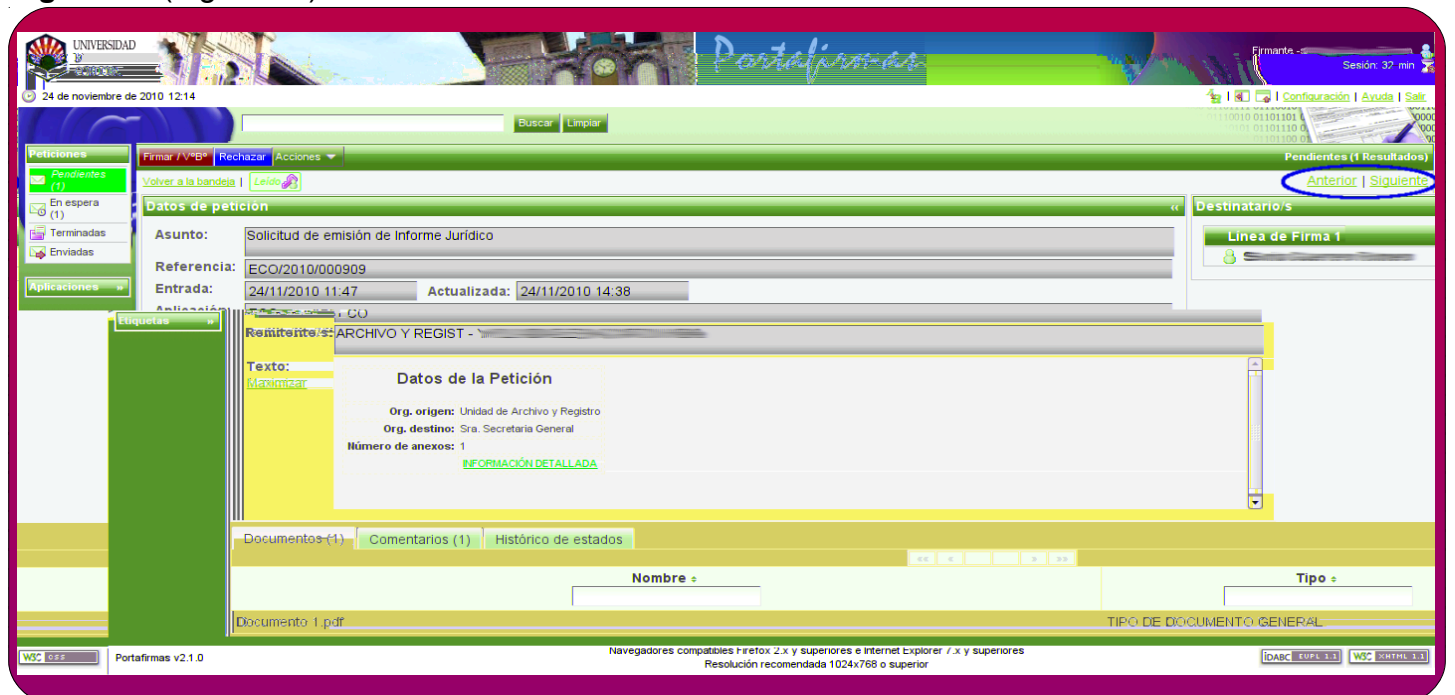 UNIVERSIDAD
Portafirmas
Firmante -
Sesión: 32 min
24 de noviembre de 2010 12:14
Configuración | Ayuda | Salir
Buscar Limpiar
Peticiones
Firmar / VºBº Rechazar Acciones
Pendientes (1 Resultados)
Pendientes (1)
Volver a la bandeja | Leído
Anterior | Siguiente
En espera (1)
Terminadas
Enviadas
Aplicaciones »
Etiquetas »
Datos de petición «
Destinatario/s
Línea de Firma 1
Asunto: Solicitud de emisión de Informe Jurídico
Referencia: ECO/2010/000909
Entrada: 24/11/2010 11:47 Actualizada: 24/11/2010 14:38
Remitente/s: ARCHIVO Y REGIST -
Texto:
Maximizar
Datos de la Petición
Org. origen: Unidad de Archivo y Registro
Org. destino: Sra. Secretaria General
Número de anexos: 1
INFORMACIÓN DETALLADA
Documentos (1) Comentarios (1) Histórico de estados
«« « » »»
Nombre Tipo
Documento 1.pdf TIPO DE DOCUMENTO GENERAL
W3C css
Portafirmas v2.1.0
Navegadores compatibles Firefox 2.x y superiores e Internet Explorer 7.x y superiores
Resolución recomendada 1024x768 o superior
IDABC EUPL 1.1 W3C XHTML 1.1